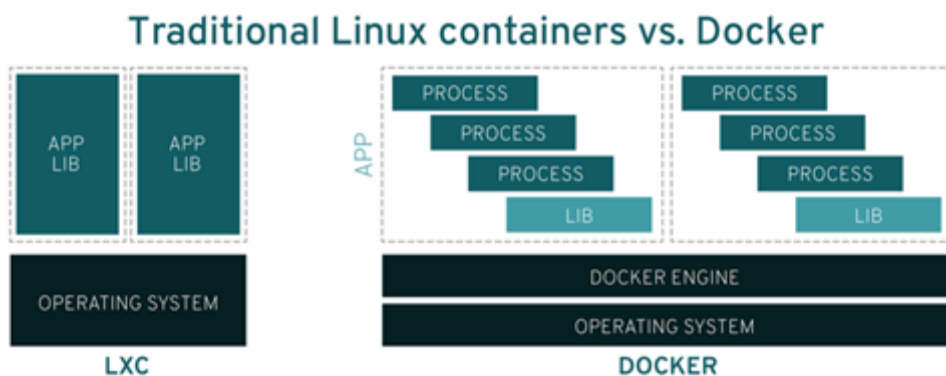 Traditional Linux containers vs. Docker
APP
LIB
APP
LIB
OPERATING SYSTEM
LXC
APP
PROCESS
PROCESS
PROCESS
LIB
PROCESS
PROCESS
PROCESS
LIB
DOCKER ENGINE
OPERATING SYSTEM
DOCKER